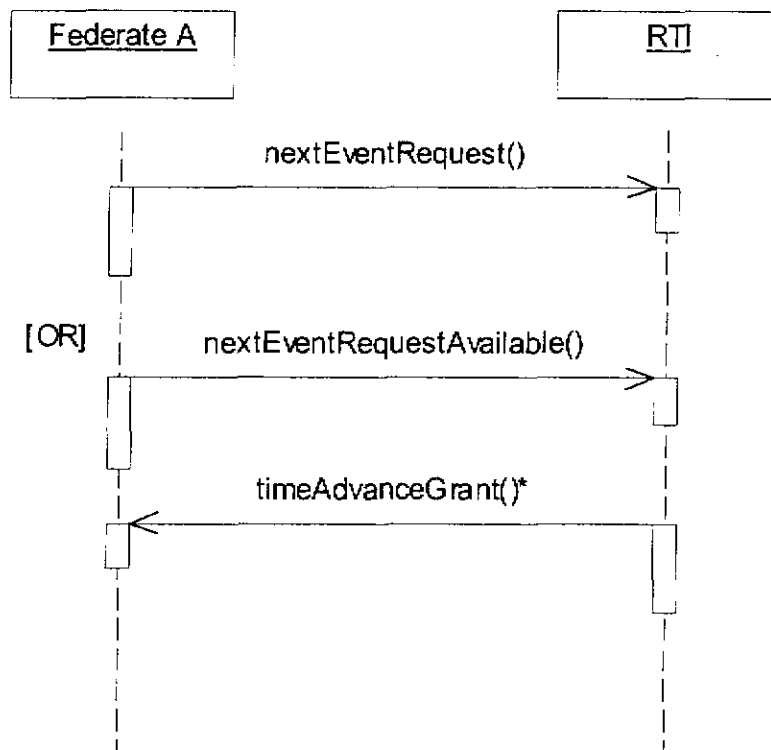 Federate A
RTI
nextEventRequest()
[OR]
nextEventRequestAvailable()
timeAdvanceGrant()*